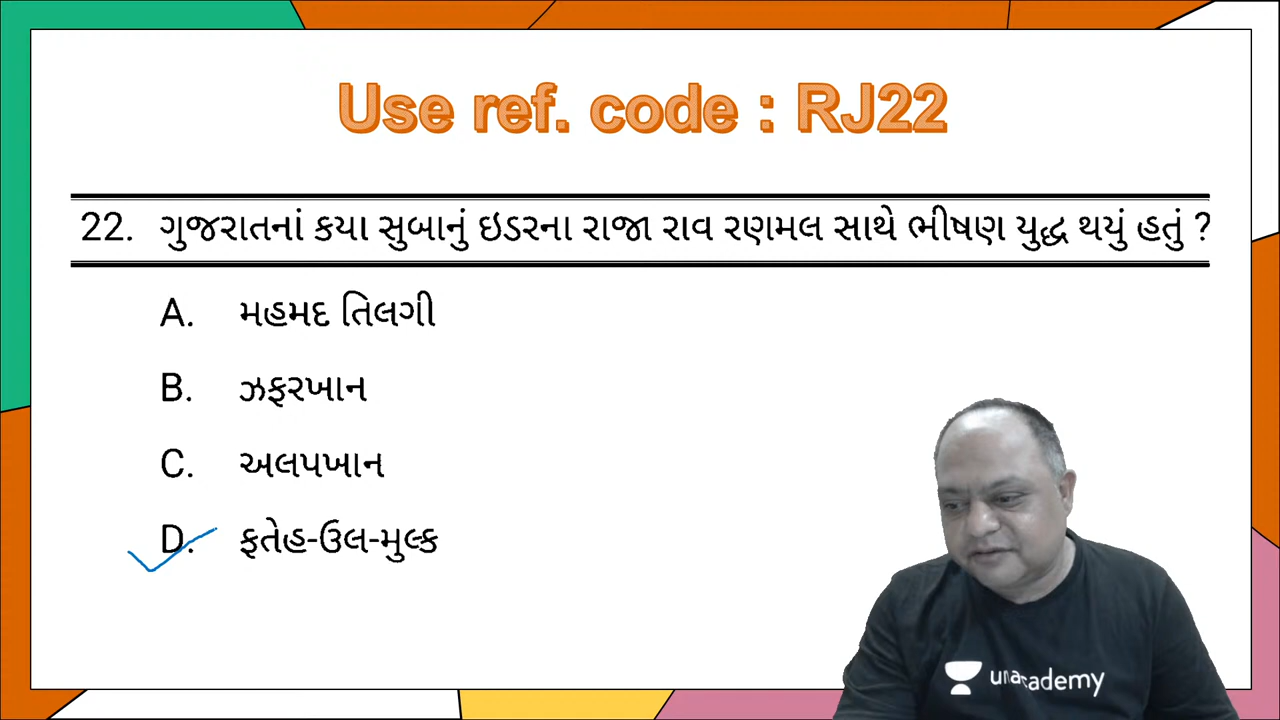 Use ref. code : RJ22
22. ગુજરાતનાં કયા સુબાનું ઇડરના રાજા રાવ રણમલ સાથે ભીષણ યુદ્ધ થયું હતું ?
A. મહમદ તિલગી
B. ઝફરખાન
C. અલપખાન
D. ફતેહ-ઉલ-મુલ્ક
unacademy